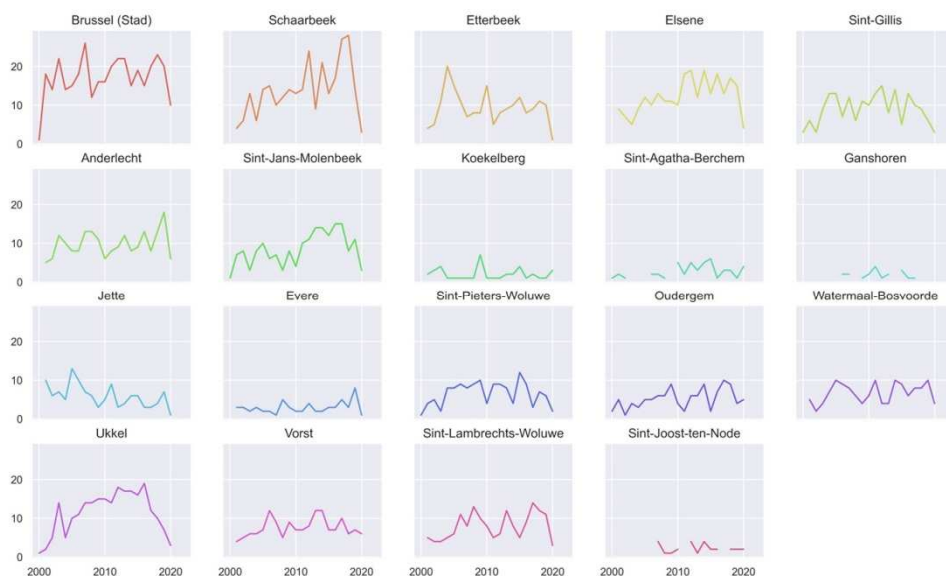 Brussel (Stad) Schaarbeek Etterbeek Elsene Sint-Gillis
20
10
0
Anderlecht Sint-Jans-Molenbeek Koekelberg Sint-Agatha-Berchem Ganshoren
20
10
0
Jette Evere Sint-Pieters-Woluwe Oudergem Watermaal-Bosvoorde
20
10
0
Ukkel Vorst Sint-Lambrechts-Woluwe Sint-Joost-ten-Node
20
10
0
2000 2010 2020 2000 2010 2020 2000 2010 2020 2000 2010 2020